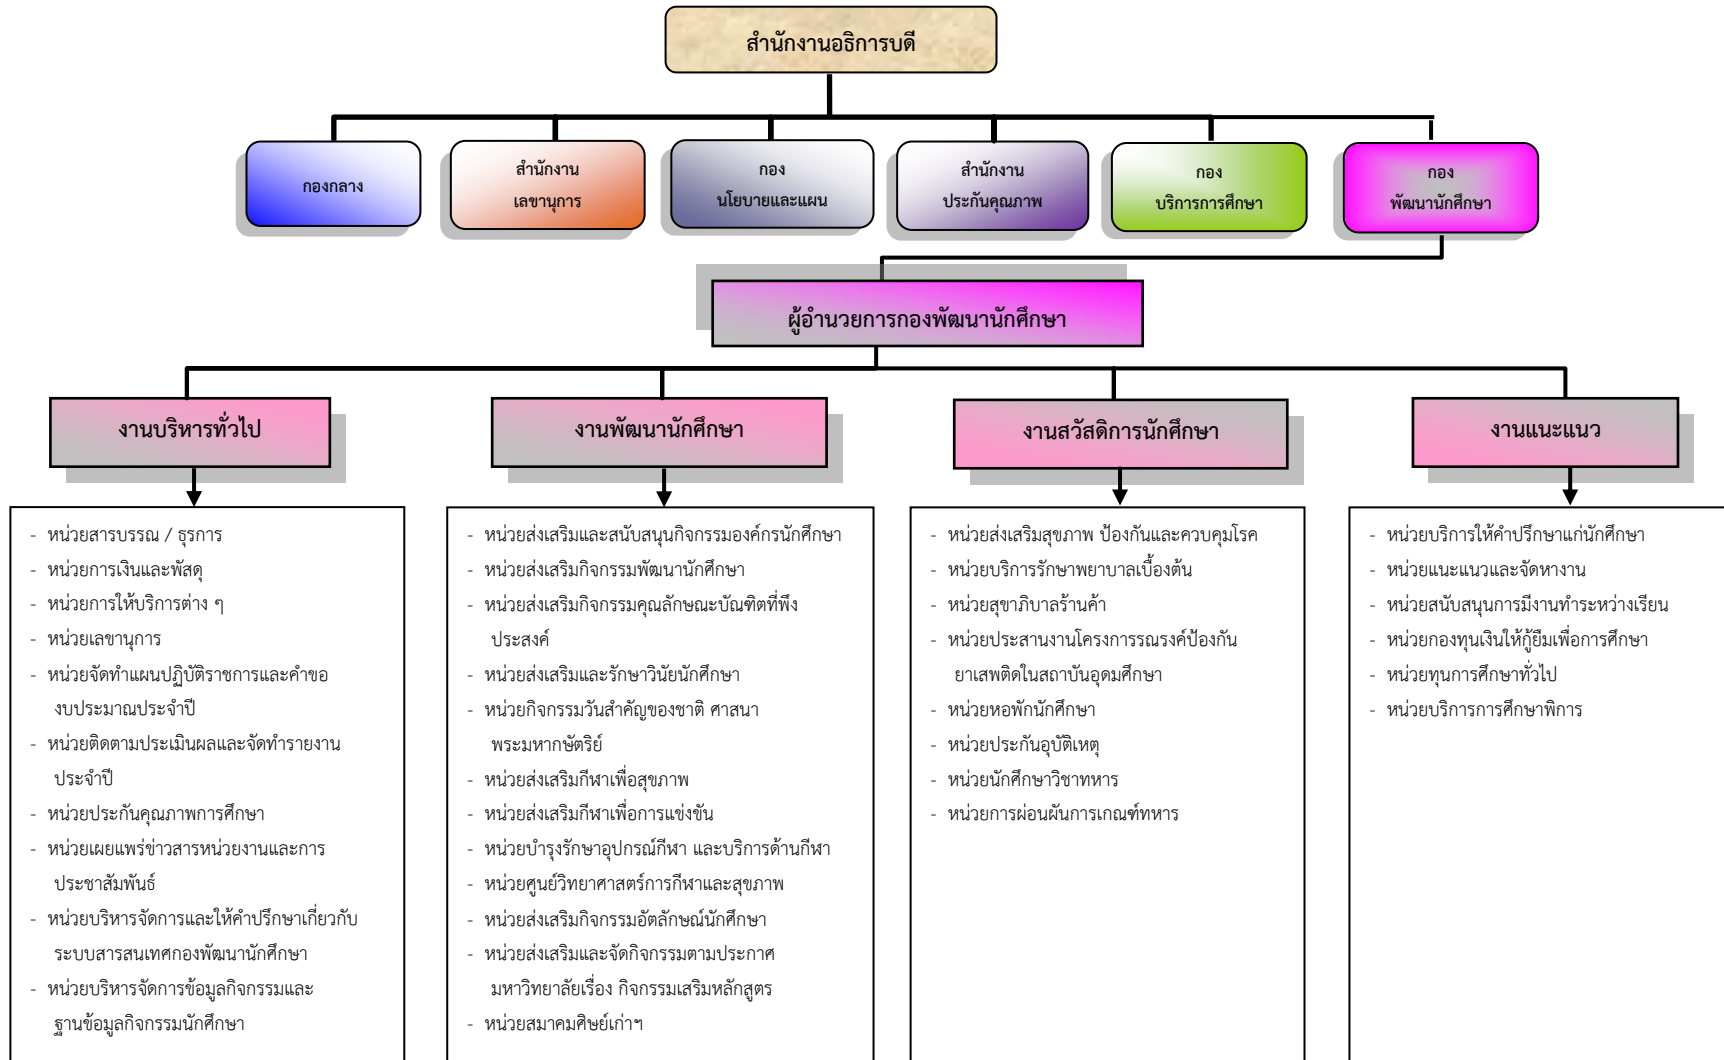 สำนักงานอธิการบดี
กองกลาง
สำนักงาน
เลขานุการ
กอง
นโยบายและแผน
สำนักงาน
ประกันคุณภาพ
กอง
บริการการศึกษา
กอง
พัฒนานักศึกษา
ผู้อำนวยการกองพัฒนานักศึกษา
งานบริหารทั่วไป
- หน่วยสารบรรณ / ธุรการ
- หน่วยการเงินและพัสดุ
- หน่วยการให้บริการต่าง ๆ
- หน่วยเลขานุการ
- หน่วยจัดทำแผนปฏิบัติราชการและคำขอ
งบประมาณประจำปี
- หน่วยติดตามประเมินผลและจัดทำรายงาน
ประจำปี
- หน่วยประกันคุณภาพการศึกษา
- หน่วยเผยแพร่ข่าวสารหน่วยงานและการ
ประชาสัมพันธ์
- หน่วยบริหารจัดการและให้คำปรึกษาเกี่ยวกับ
ระบบสารสนเทศกองพัฒนานักศึกษา
- หน่วยบริหารจัดการข้อมูลกิจกรรมและ
ฐานข้อมูลกิจกรรมนักศึกษา
งานพัฒนานักศึกษา
- หน่วยส่งเสริมและสนับสนุนกิจกรรมองค์กรนักศึกษา
- หน่วยส่งเสริมกิจกรรมพัฒนานักศึกษา
- หน่วยส่งเสริมกิจกรรมคุณลักษณะบัณฑิตที่พึง
ประสงค์
- หน่วยส่งเสริมและรักษาวินัยนักศึกษา
- หน่วยกิจกรรมวันสำคัญของชาติ ศาสนา
พระมหากษัตริย์
- หน่วยส่งเสริมกีฬาเพื่อสุขภาพ
- หน่วยส่งเสริมกีฬาเพื่อการแข่งขัน
- หน่วยบำรุงรักษาอุปกรณ์กีฬา และบริการด้านกีฬา
- หน่วยศูนย์วิทยาศาสตร์การกีฬาและสุขภาพ
- หน่วยส่งเสริมกิจกรรมอัตลักษณ์นักศึกษา
- หน่วยส่งเสริมและจัดกิจกรรมตามประกาศ
มหาวิทยาลัยเรื่อง กิจกรรมเสริมหลักสูตร
- หน่วยสมาคมศิษย์เก่าฯ
งานสวัสดิการนักศึกษา
- หน่วยส่งเสริมสุขภาพ ป้องกันและควบคุมโรค
- หน่วยบริการรักษาพยาบาลเบื้องต้น
- หน่วยสุขาภิบาลร้านค้า
- หน่วยประสานงานโครงการรณรงค์ป้องกัน
ยาเสพติดในสถาบันอุดมศึกษา
- หน่วยหอพักนักศึกษา
- หน่วยประกันอุบัติเหตุ
- หน่วยนักศึกษาวิชาทหาร
- หน่วยการผ่อนผันการเกณฑ์ทหาร
งานแนะแนว
- หน่วยบริการให้คำปรึกษาแก่นักศึกษา
- หน่วยแนะแนวและจัดหางาน
- หน่วยสนับสนุนการมีงานทำระหว่างเรียน
- หน่วยกองทุนเงินให้กู้ยืมเพื่อการศึกษา
- หน่วยทุนการศึกษาทั่วไป
- หน่วยบริการการศึกษาพิการ